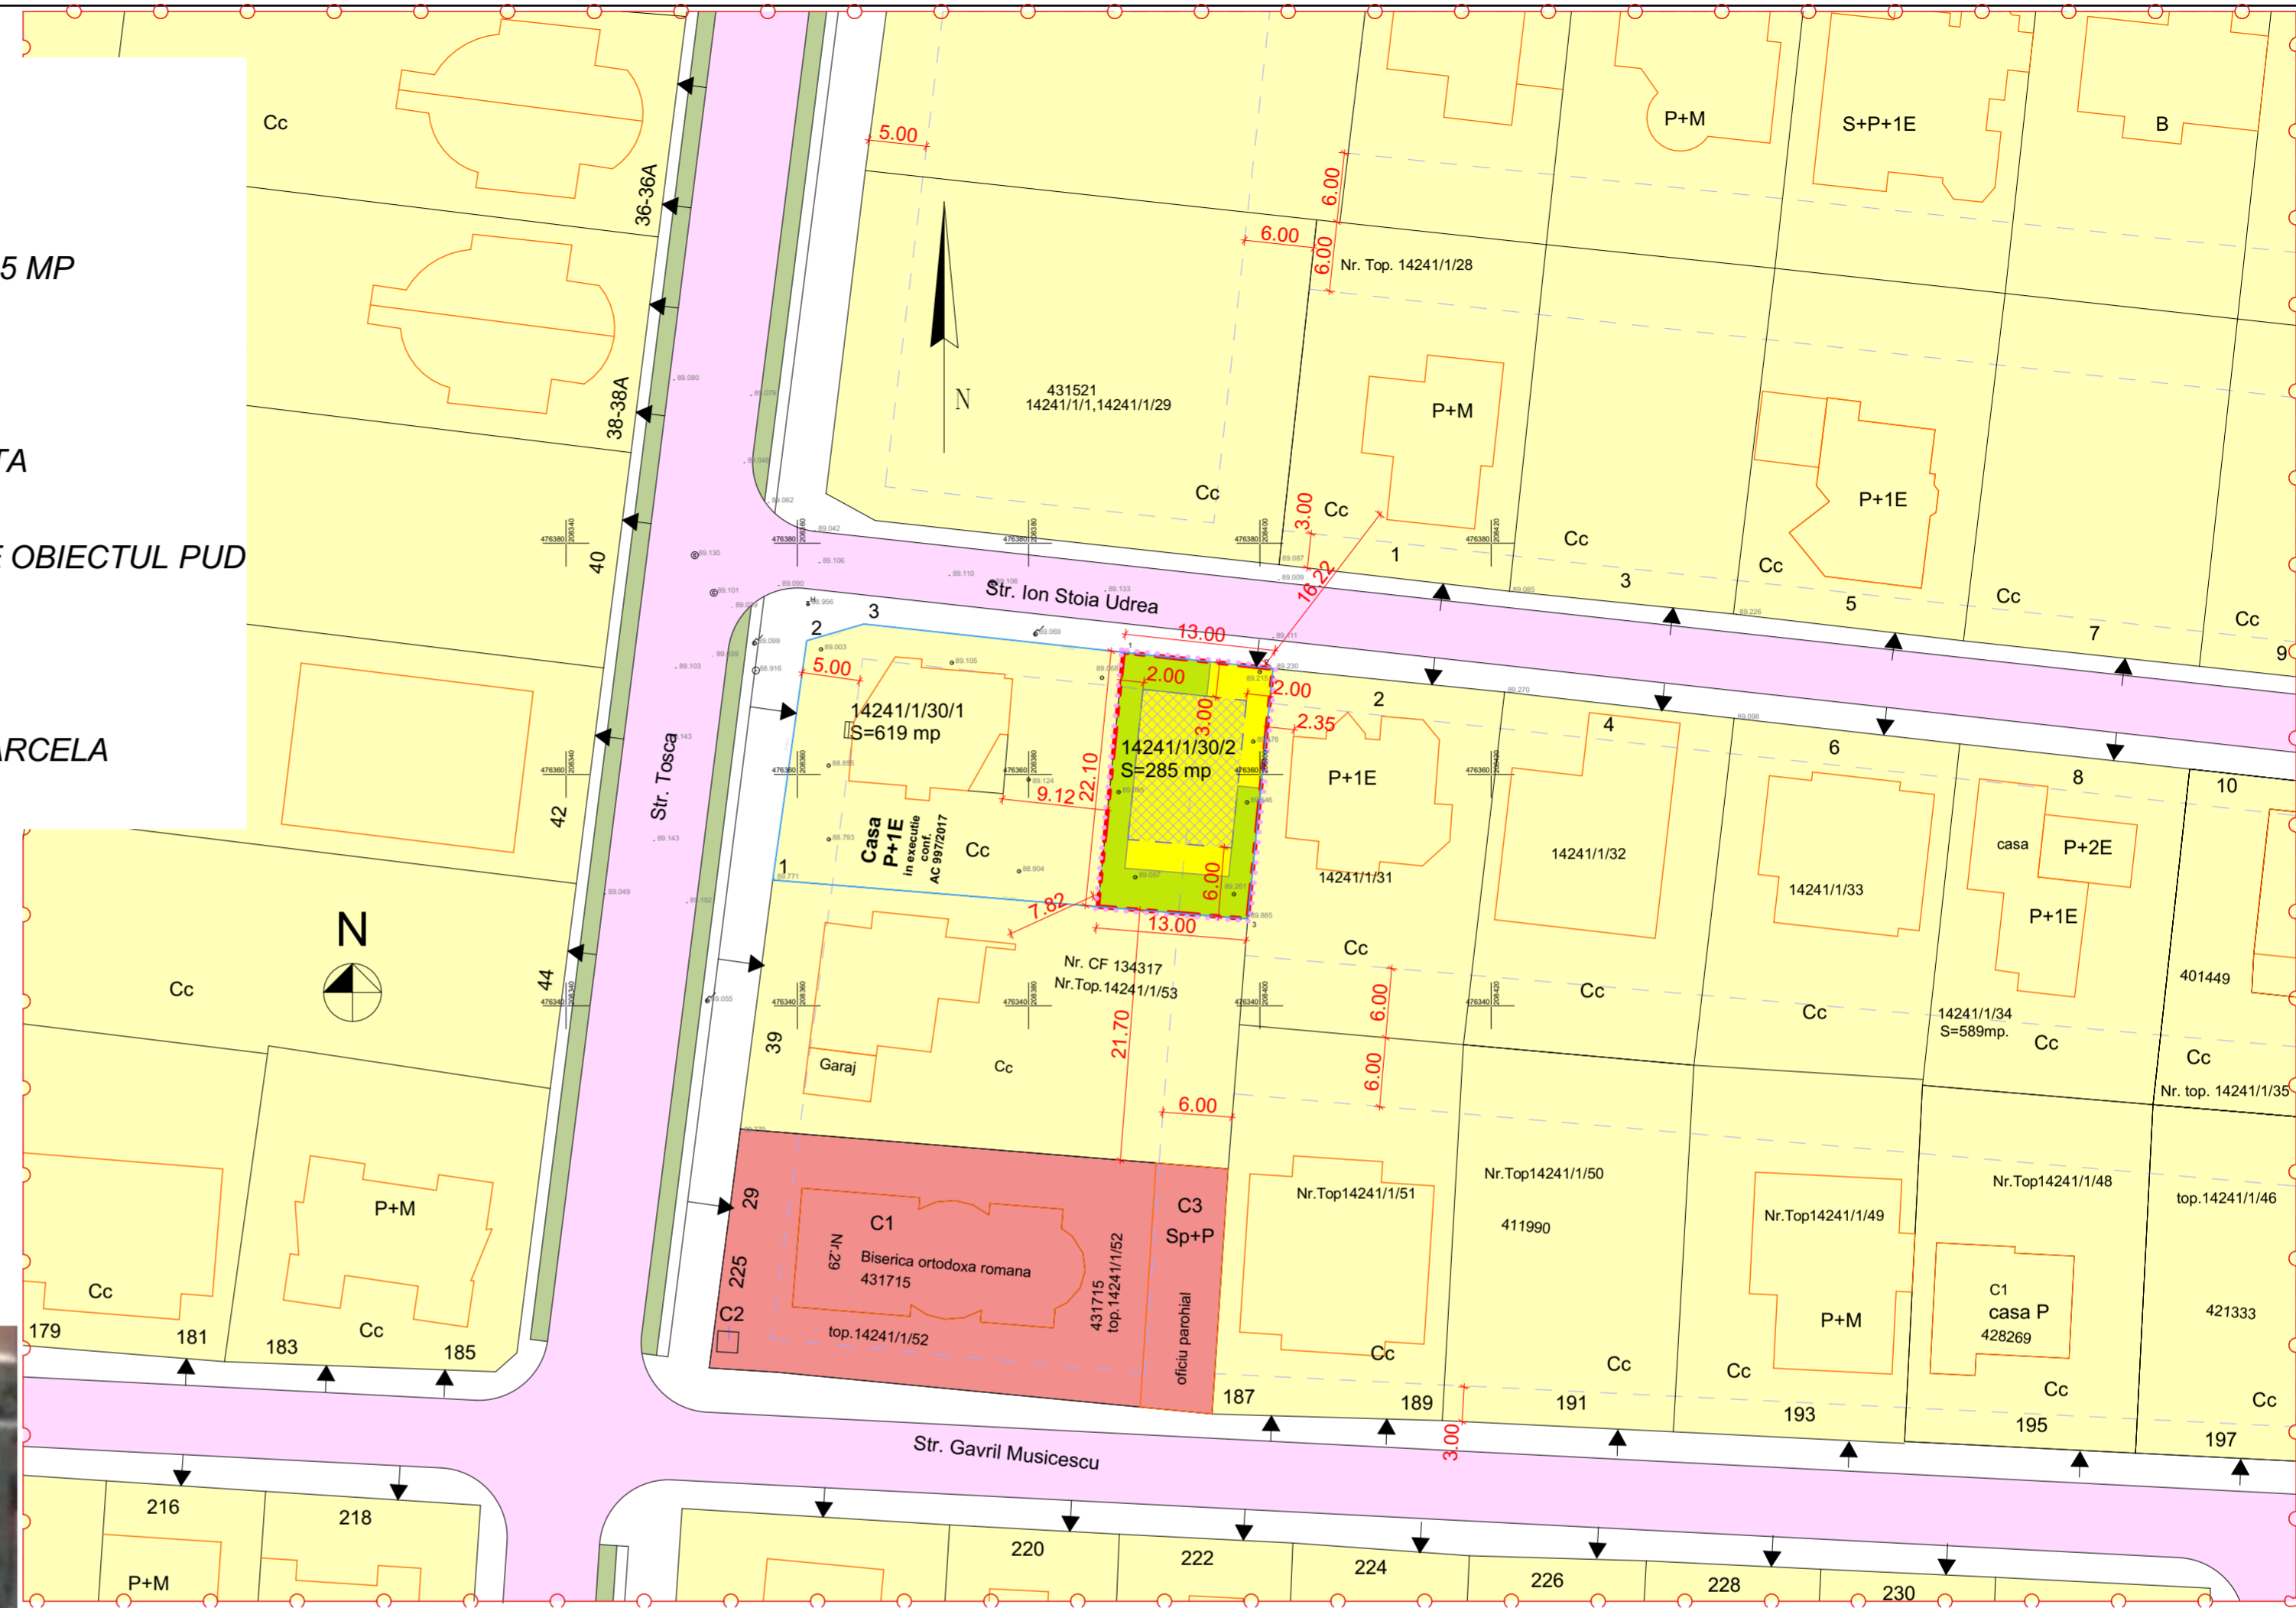 5 MP
TA
E OBIECTUL PUD
ARCELA
Cc
36-36A
38-38A
40
42
44
N
Cc
Str. Tosca
5.00
6.00
6.00
6.00
N
431521
14241/1/1,14241/1/29
Cc
Nr. Top. 14241/1/28
P+M
S+P+1E
B
P+M
P+1E
Cc
3.00
16.22
1
Cc
3
Cc
5
Cc
7
Cc
9
Str. Ion Stoia Udrea
2
3
1
5.00
14241/1/30/1
S=619 mp
Casa
P+1E
in executie
conf.
AC 997/2017
Cc
9.12
22.10
13.00
2.00
2.00
3.00
2.35
14241/1/30/2
S=285 mp
6.00
13.00
7.82
2
P+1E
14241/1/31
Cc
4
14241/1/32
Cc
6
14241/1/33
Cc
8
casa
P+2E
P+1E
14241/1/34
S=589mp.
Cc
10
401449
Cc
Nr. top. 14241/1/35
Nr. CF 134317
Nr.Top.14241/1/53
21.70
6.00
6.00
6.00
39
Garaj
Cc
29
225
C1
Nr.29
Biserica ortodoxa romana
431715
C2
top.14241/1/52
431715
top.14241/1/52
C3
Sp+P
oficiu parohial
Nr.Top14241/1/51
Cc
187
189
Nr.Top14241/1/50
411990
Cc
191
Nr.Top14241/1/49
P+M
Cc
193
Nr.Top14241/1/48
C1
casa P
428269
Cc
195
top.14241/1/46
421333
Cc
197
3.00
P+M
Cc
Cc
179
181
183
185
Str. Gavril Musicescu
216
P+M
218
220
222
224
226
228
230